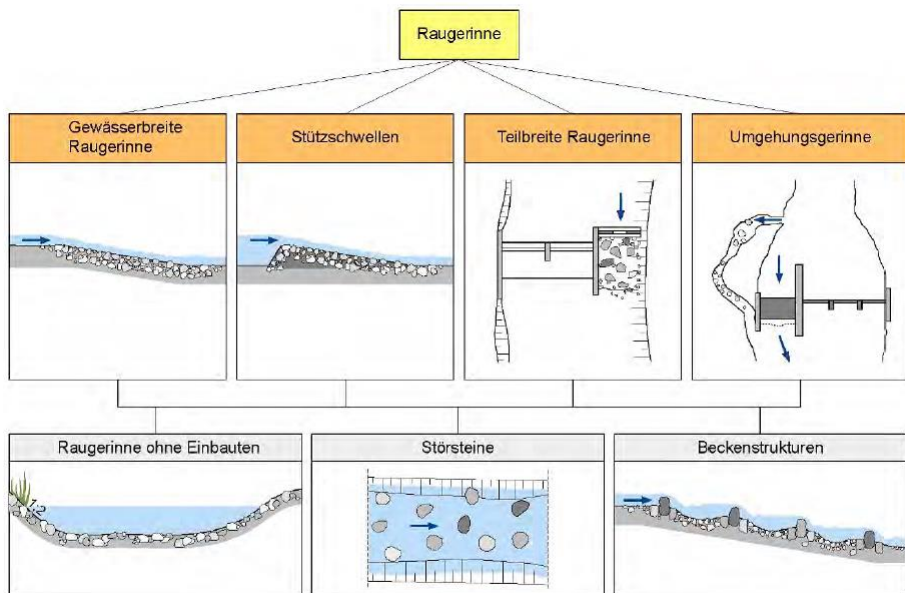 Raugerinne
Gewässerbreite
Raugerinne
Stützschwellen
Teilbreite Raugerinne
Umgehungsgerinne
Raugerinne ohne Einbauten
Störsteine
Beckenstrukturen
1:2